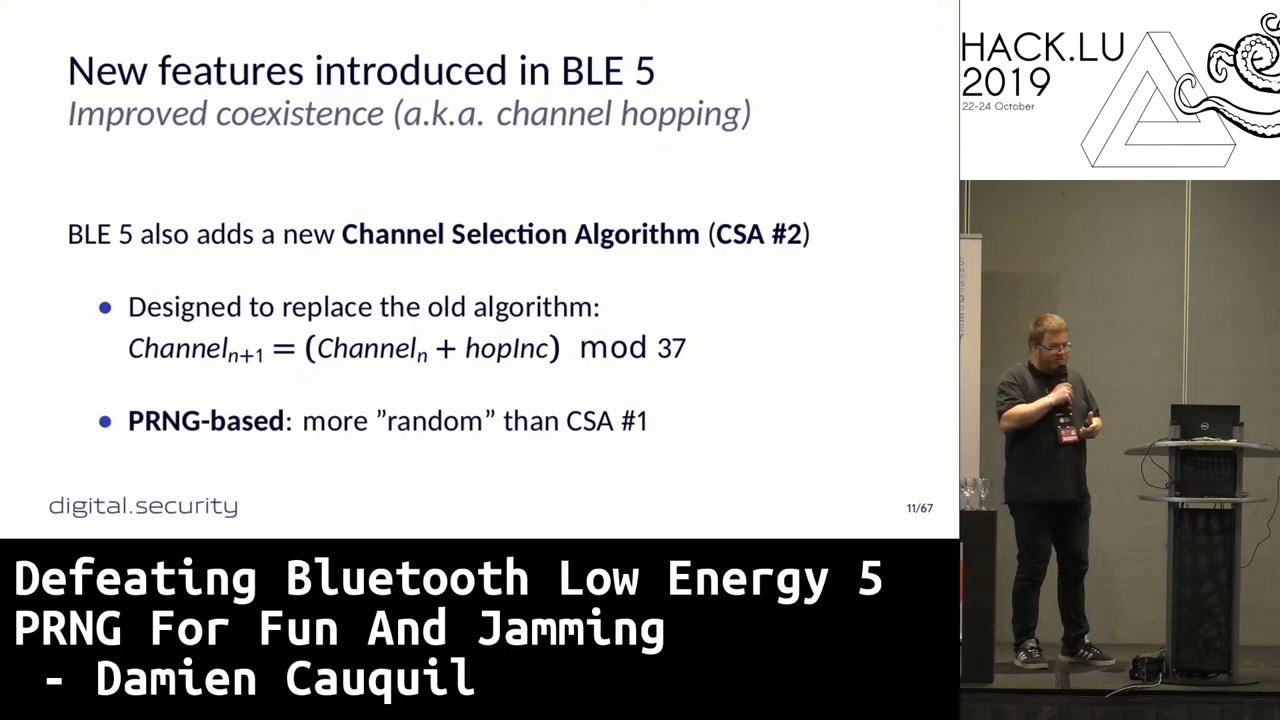 New features introduced in BLE 5
Improved coexistence (a.k.a. channel hopping)
BLE 5 also adds a new Channel Selection Algorithm (CSA #2)
● Designed to replace the old algorithm:
Channelₙ₊₁ = (Channelₙ + hopInc) mod 37
● PRNG-based: more ”random” than CSA #1
digital.security
11/67
HACK.LU
2019
22-24 October
Defeating Bluetooth Low Energy 5
PRNG For Fun And Jamming
- Damien Cauquil